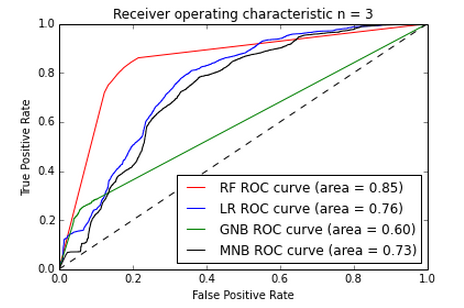 Receiver operating characteristic n = 3
True Positive Rate
1.0
0.8
0.6
0.4
0.2
0.0
RF ROC curve (area = 0.85)
LR ROC curve (area = 0.76)
GNB ROC curve (area = 0.60)
MNB ROC curve (area = 0.73)
0.0 0.2 0.4 0.6 0.8 1.0
False Positive Rate